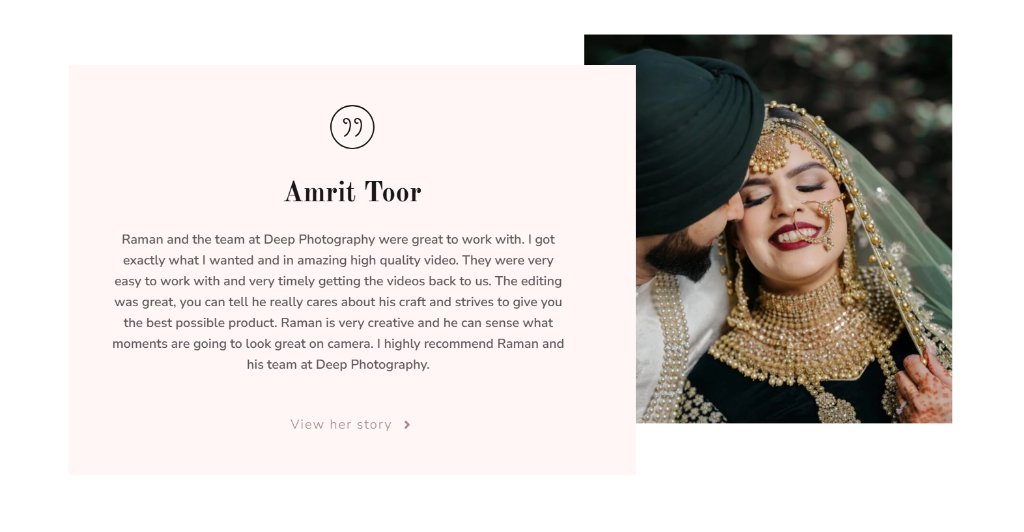 Amrit Toor
Raman and the team at Deep Photography were great to work with. I got
exactly what I wanted and in amazing high quality video. They were very
easy to work with and very timely getting the videos back to us. The editing
was great, you can tell he really cares about his craft and strives to give you
the best possible product. Raman is very creative and he can sense what
moments are going to look great on camera. I highly recommend Raman and
his team at Deep Photography.
View her story